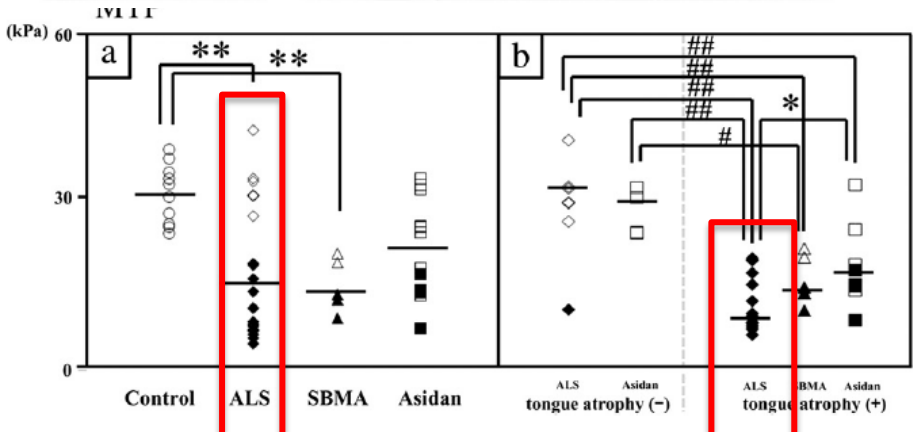 MTP
(kPa)
60
a
**
**
b
##
##
##
##
*
#
30
0
Control ALS SBMA Asidan
ALS Asidan ALS SBMA Asidan
tongue atrophy (−) tongue atrophy (+)